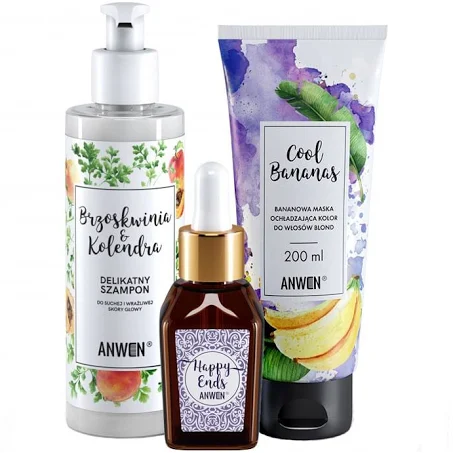 Brzoskwinia
&
Kolendra
DELIKATNY
SZAMPON
DO SUCHEJ I WRAŻLIWEJ
SKÓRY GŁOWY
ANWEN®
Happy
Ends
ANWEN®
Cool
Bananas
BANANOWA MASKA
OCHŁADZAJĄCA KOLOR
DO WŁOSÓW BLOND
200 ml
ANWEN®